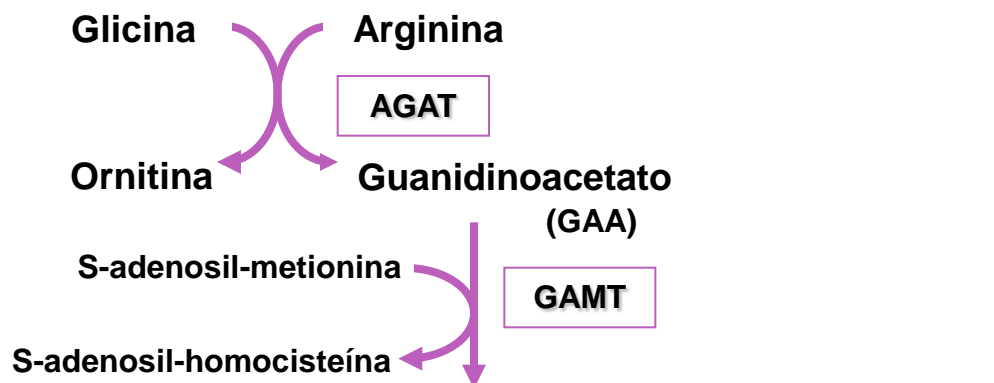 Glicina
Arginina
AGAT
Ornitina
Guanidinoacetato
(GAA)
S-adenosil-metionina
GAMT
S-adenosil-homocisteína